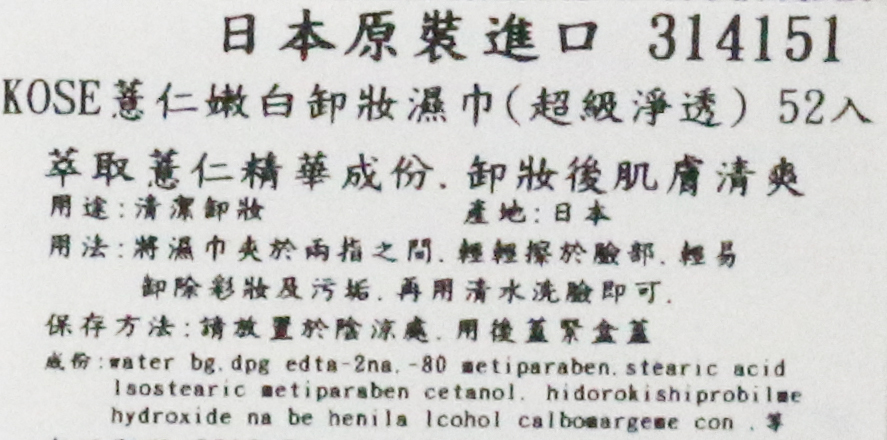 日本原裝進口 314151
KOSE薏仁嫩白卸妝濕巾(超級淨透) 52入
萃取薏仁精華成份.卸妝後肌膚清爽
用途:清潔卸妝 產地:日本
用法:將濕巾夾於兩指之間.輕輕擦於臉部.輕易
卸除彩妝及污垢.再用清水洗臉即可.
保存方法:請放置於陰涼處.用後蓋緊盒蓋
成份:water bg.dpg edta-2na.-80 metiparaben.stearic acid
Isostearic metiparaben cetanol. hidorokishiprobilme
hydroxide na be henila lcohol calbomargeme con .等